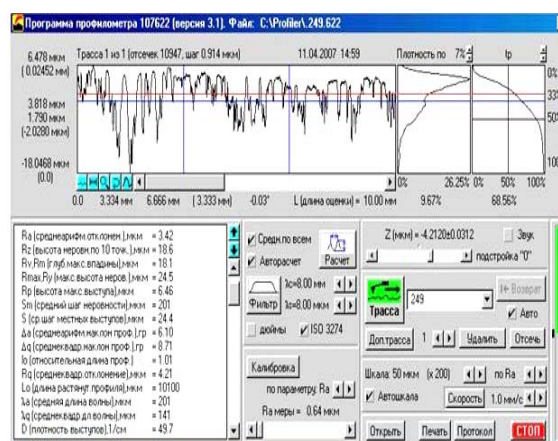 Программа профилометра 107622 (версия 3.1). Файл: C:\Profiler\.249.622
6.478 мкм
( 0.02452 мм)
Трасса 1 из 1 (отсчеек 10947, шаг 0.914 мкм)
11.04.2007 14:59
Плотность по 7%
tp
3.818 мкм
1.790 мкм
(-2.0280 мкм)
-18.0468 мкм
(0.0)
0%
33%
50%
100
0.0 3.334 мм 6.666 мм ( 3.333 мм) -0.03° L (длина оценки) = 10.00 мм
0% 26.25%
9.67%
0% 50% 100%
68.56%
Ra (среднеарифм.отклонен.),мкм = 3.42
Rz (высота неровн.по 10 точк.),мкм = 18.6
Rv,Rm (глуб.макс.впадины),мкм = 18.1
Rmax,Ry (макс.высота неров.),мкм = 24.5
Rp (высота макс.выступа),мкм = 6.46
Sm (средний шаг неровности),мкм = 201
S (ср.шаг местных выступов),мкм = 24.4
Δa (среднеарифм.наклон проф.),гр = 6.10
Δq (среднеквадр.наклон проф.),гр = 8.71
lo (относительная длина проф.) = 1.01
Rq (среднеквадр.отклонение),мкм = 4.21
Lo (длина растянут профиля),мкм = 10100
λa (средняя длина волны),мкм = 201
λq (среднеквадр.дл.волны),мкм = 141
D (плотность выступов),1/см = 49.7
Средн.по всем
Авторасчет
Расчет
Фильтр
λс=8.00 мм
λс=8.00 мкм
дюймы
ISO 3274
Калибровка
по параметру. Ra
Ra меры = 0.64 мкм
Z (мкм) = -4.2120±0.0312
Звук
подстройка "0"
Трасса
249
Возврат
Авто
Доп.трасса
1
Удалить
Отсечь
Шкала: 50 мкм (x 200)
по Ra
Автошкала
Скорость
1.0 мм/с
Открыть
Печать
Протокол
СТОП